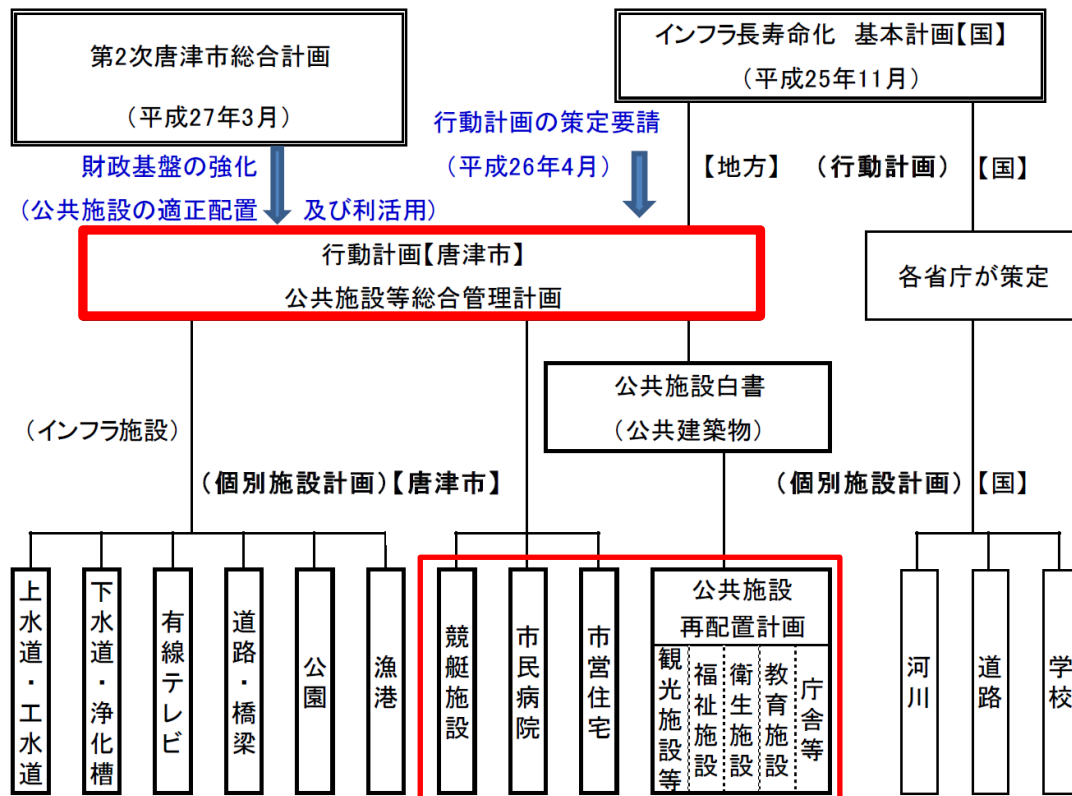 第2次唐津市総合計画
(平成27年3月)
インフラ長寿命化 基本計画【国】
(平成25年11月)
財政基盤の強化
(公共施設の適正配置 及び利活用)
行動計画の策定要請
(平成26年4月)
【地方】 (行動計画) 【国】
行動計画【唐津市】
公共施設等総合管理計画
各省庁が策定
公共施設白書
(公共建築物)
(インフラ施設)
(個別施設計画)【唐津市】
(個別施設計画)【国】
上水道・工水道
下水道・浄化槽
有線テレビ
道路・橋梁
公園
漁港
競艇施設
市民病院
市営住宅
公共施設
再配置計画
観光施設等
福祉施設
衛生施設
教育施設
庁舎等
河川
道路
学校